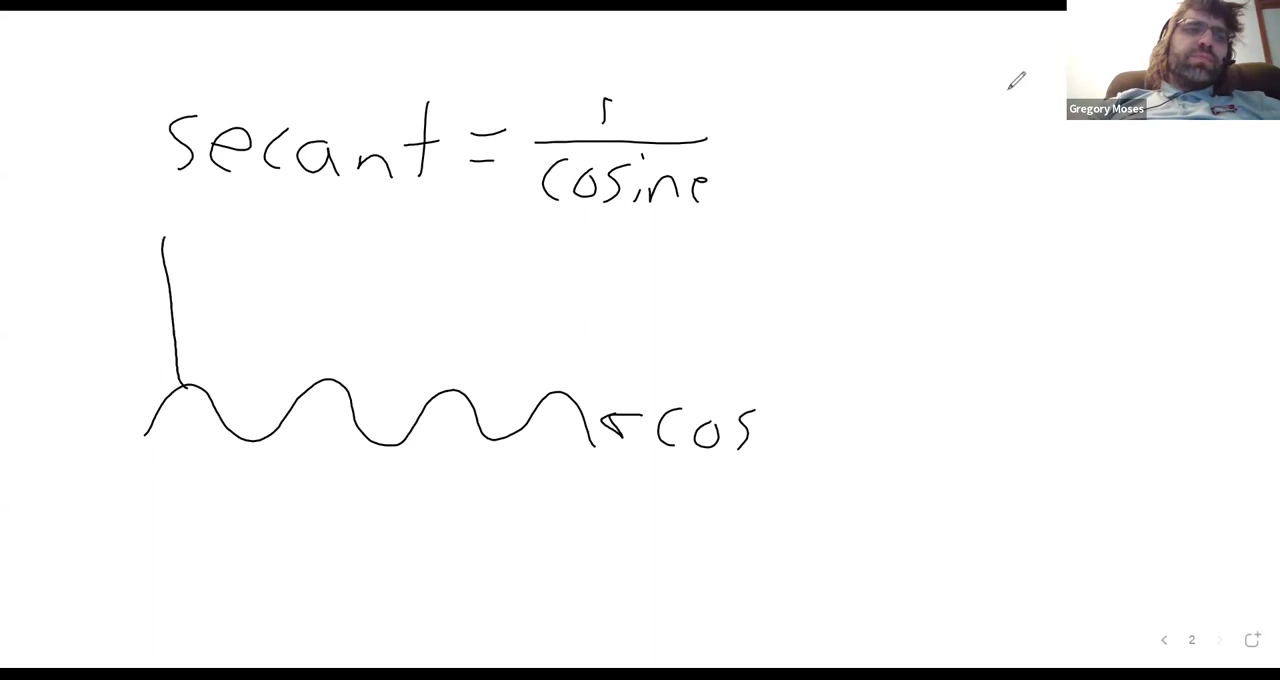 Gregory Moses
secant = 1
cosine
cos
2